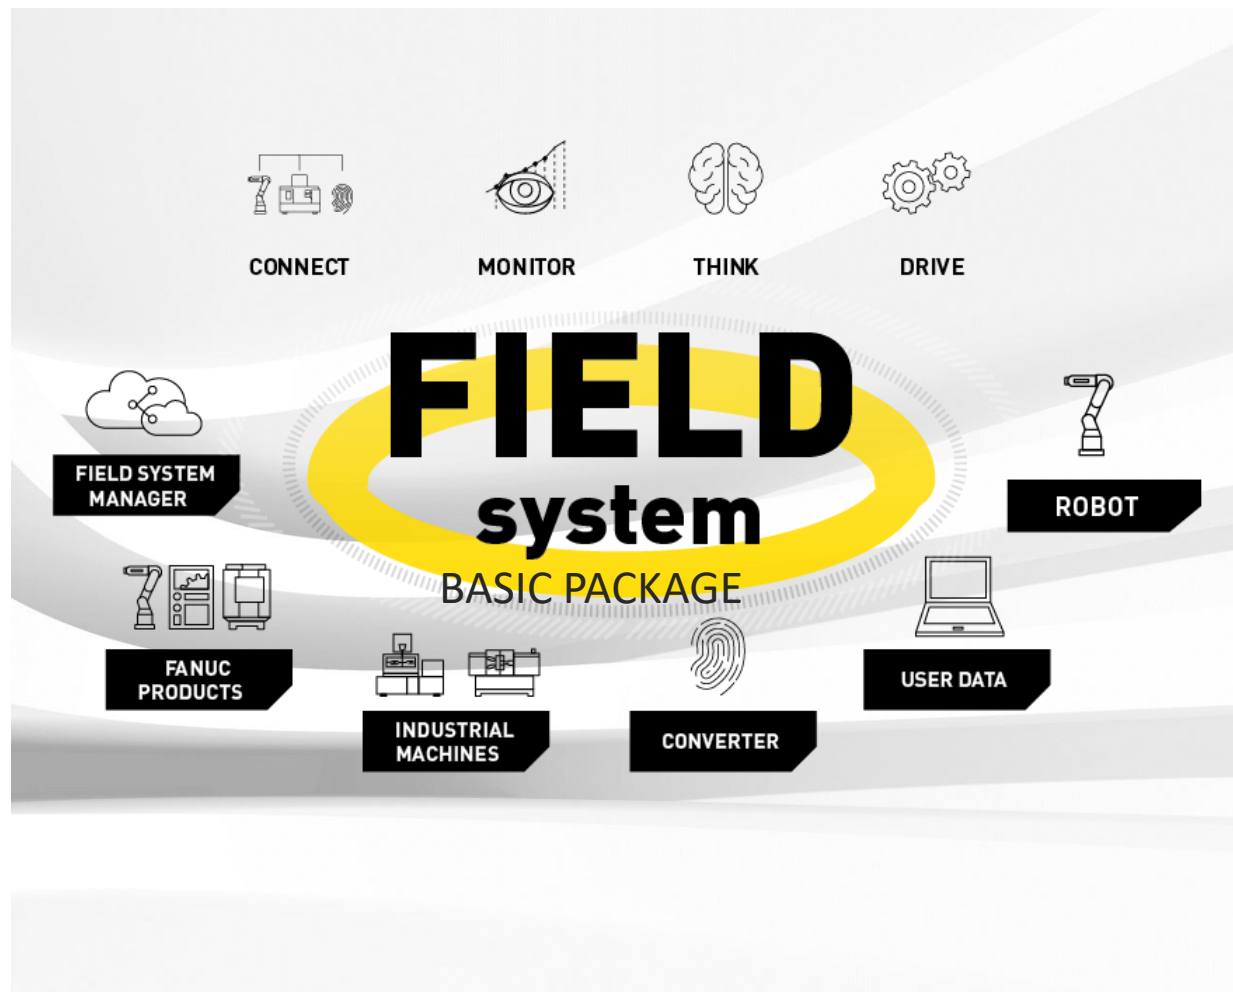 CONNECT
MONITOR
THINK
DRIVE
FIELD
system
BASIC PACKAGE
FIELD SYSTEM
MANAGER
ROBOT
FANUC
PRODUCTS
USER DATA
INDUSTRIAL
MACHINES
CONVERTER